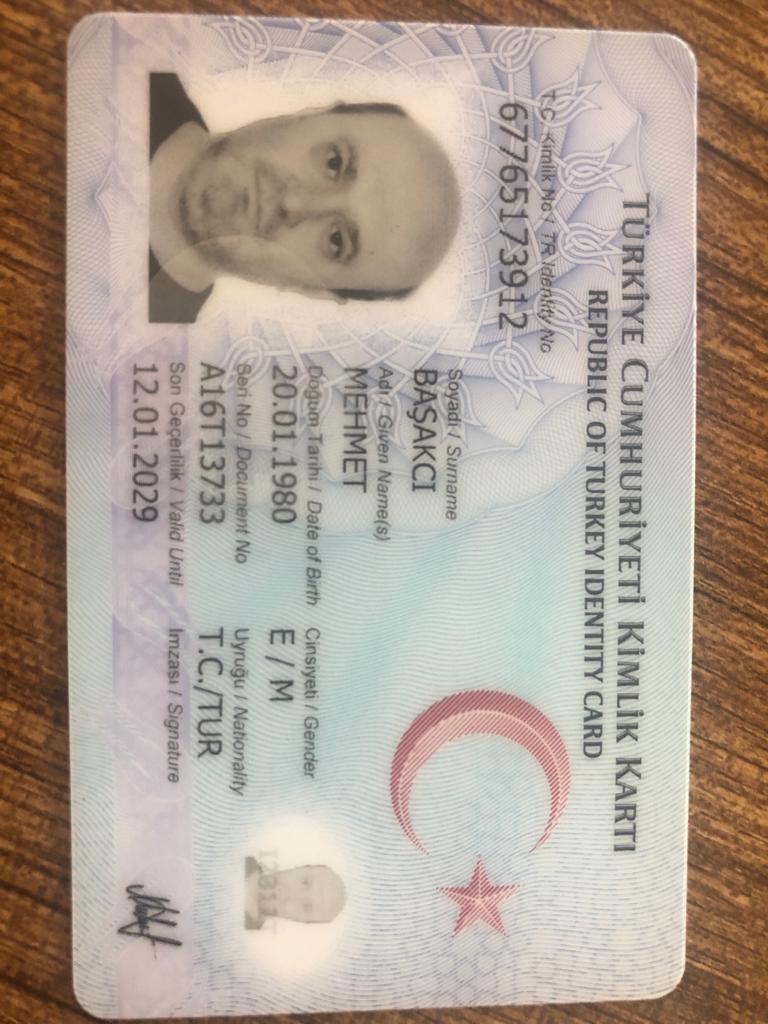 TÜRKİYE CUMHURİYETİ KİMLİK KARTI
REPUBLIC OF TURKEY IDENTITY CARD
T.C. Kimlik No / TR Identity No
67765173912
Soyadı / Surname
BAŞAKCI
Adı / Given Name(s)
MEHMET
Doğum Tarihi / Date of Birth
20.01.1980
Cinsiyeti / Gender
E / M
Seri No / Document No
A16T13733
Uyruğu / Nationality
T.C./TUR
Son Geçerlilik / Valid Until
12.01.2029
İmzası / Signature